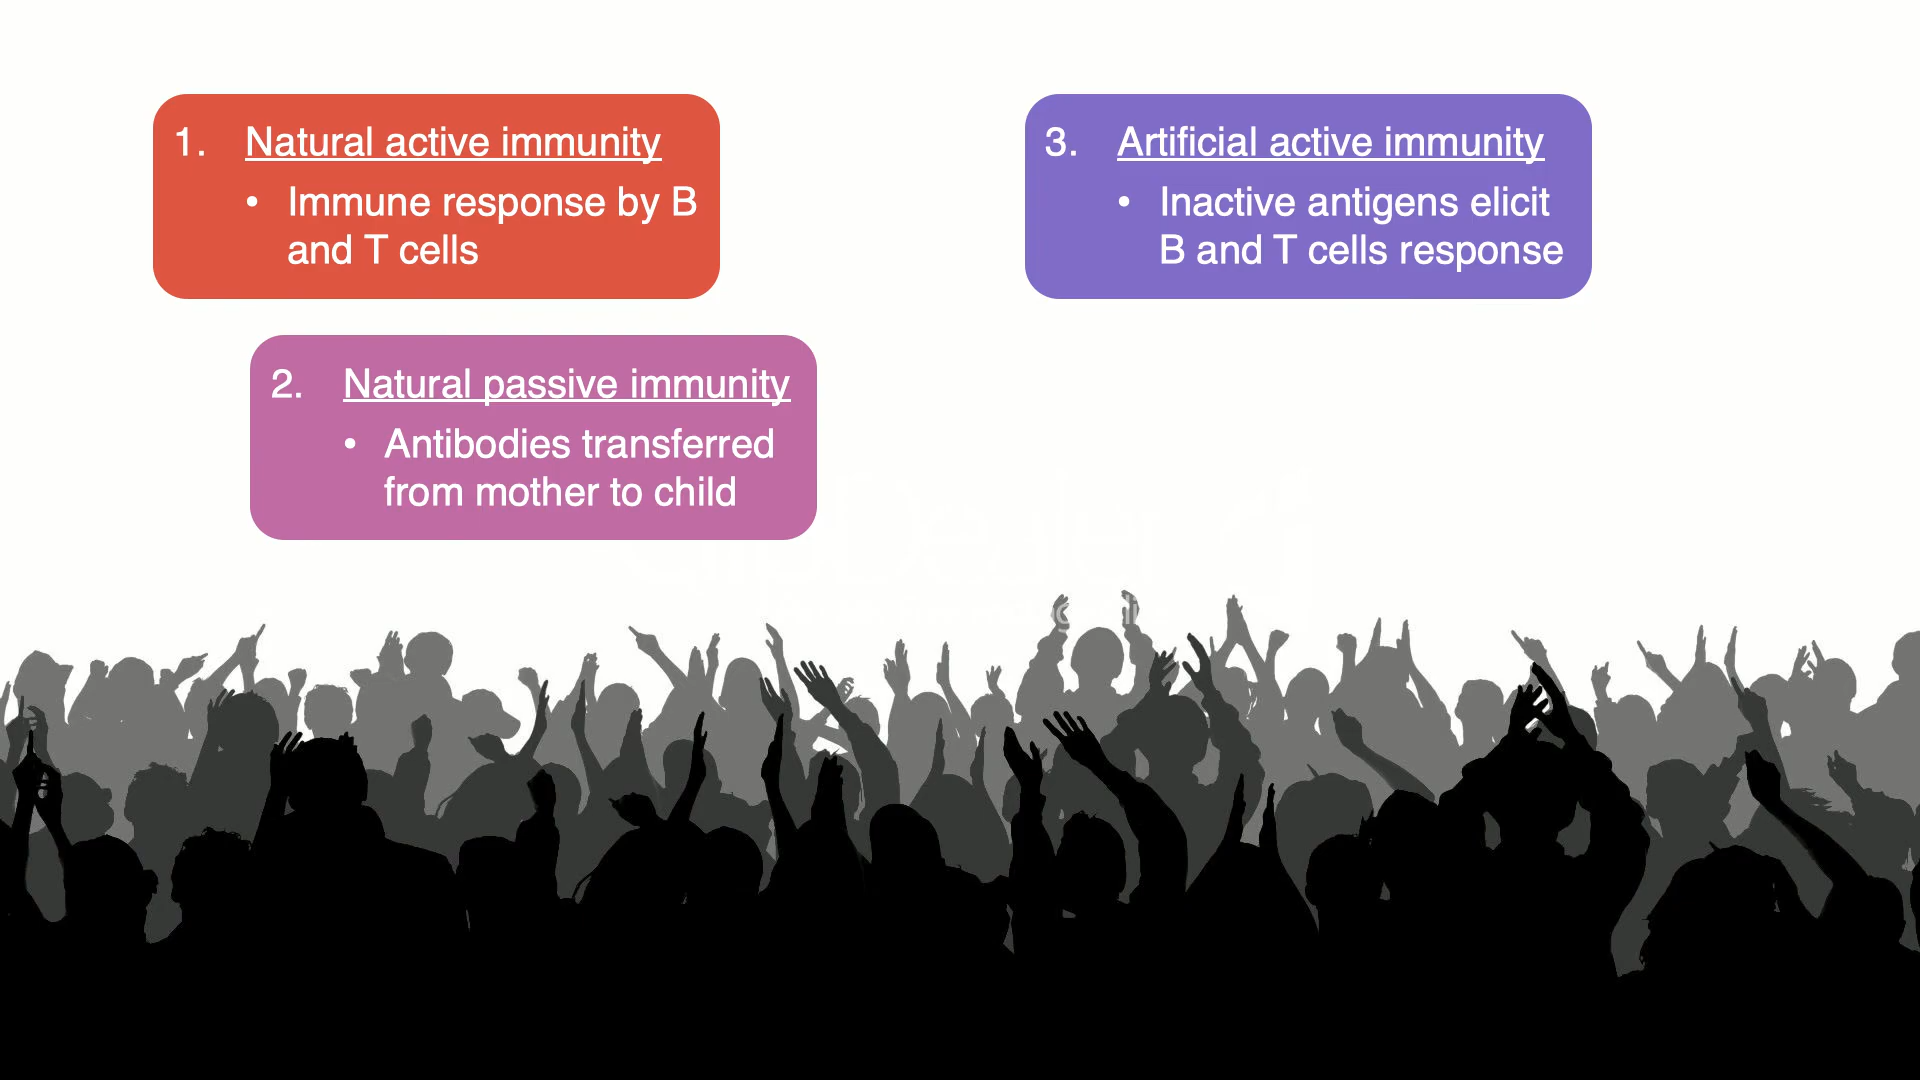 1. Natural active immunity
• Immune response by B
and T cells
2. Natural passive immunity
• Antibodies transferred
from mother to child
3. Artificial active immunity
• Inactive antigens elicit
B and T cells response